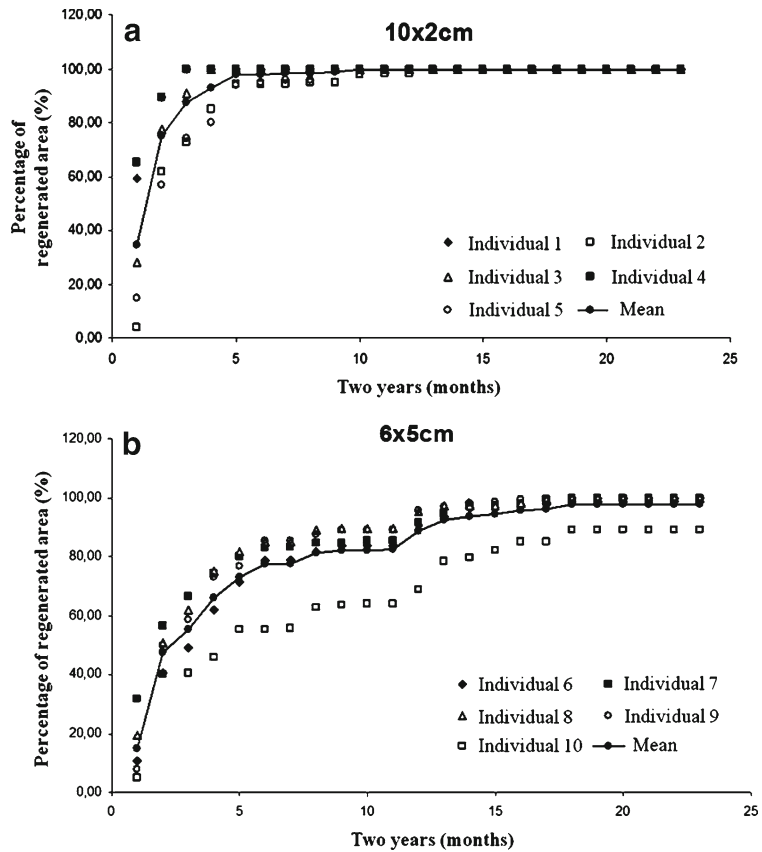 a
10x2cm
120,00
100,00
80,00
60,00
40,00
20,00
0,00
Percentage of
regenerated area (%)
Individual 1
Individual 2
Individual 3
Individual 4
Individual 5
Mean
0 5 10 15 20 25
Two years (months)
b
6x5cm
120,00
100,00
80,00
60,00
40,00
20,00
0,00
Percentage of regenerated area (%)
Individual 6
Individual 7
Individual 8
Individual 9
Individual 10
Mean
0 5 10 15 20 25
Two years (months)